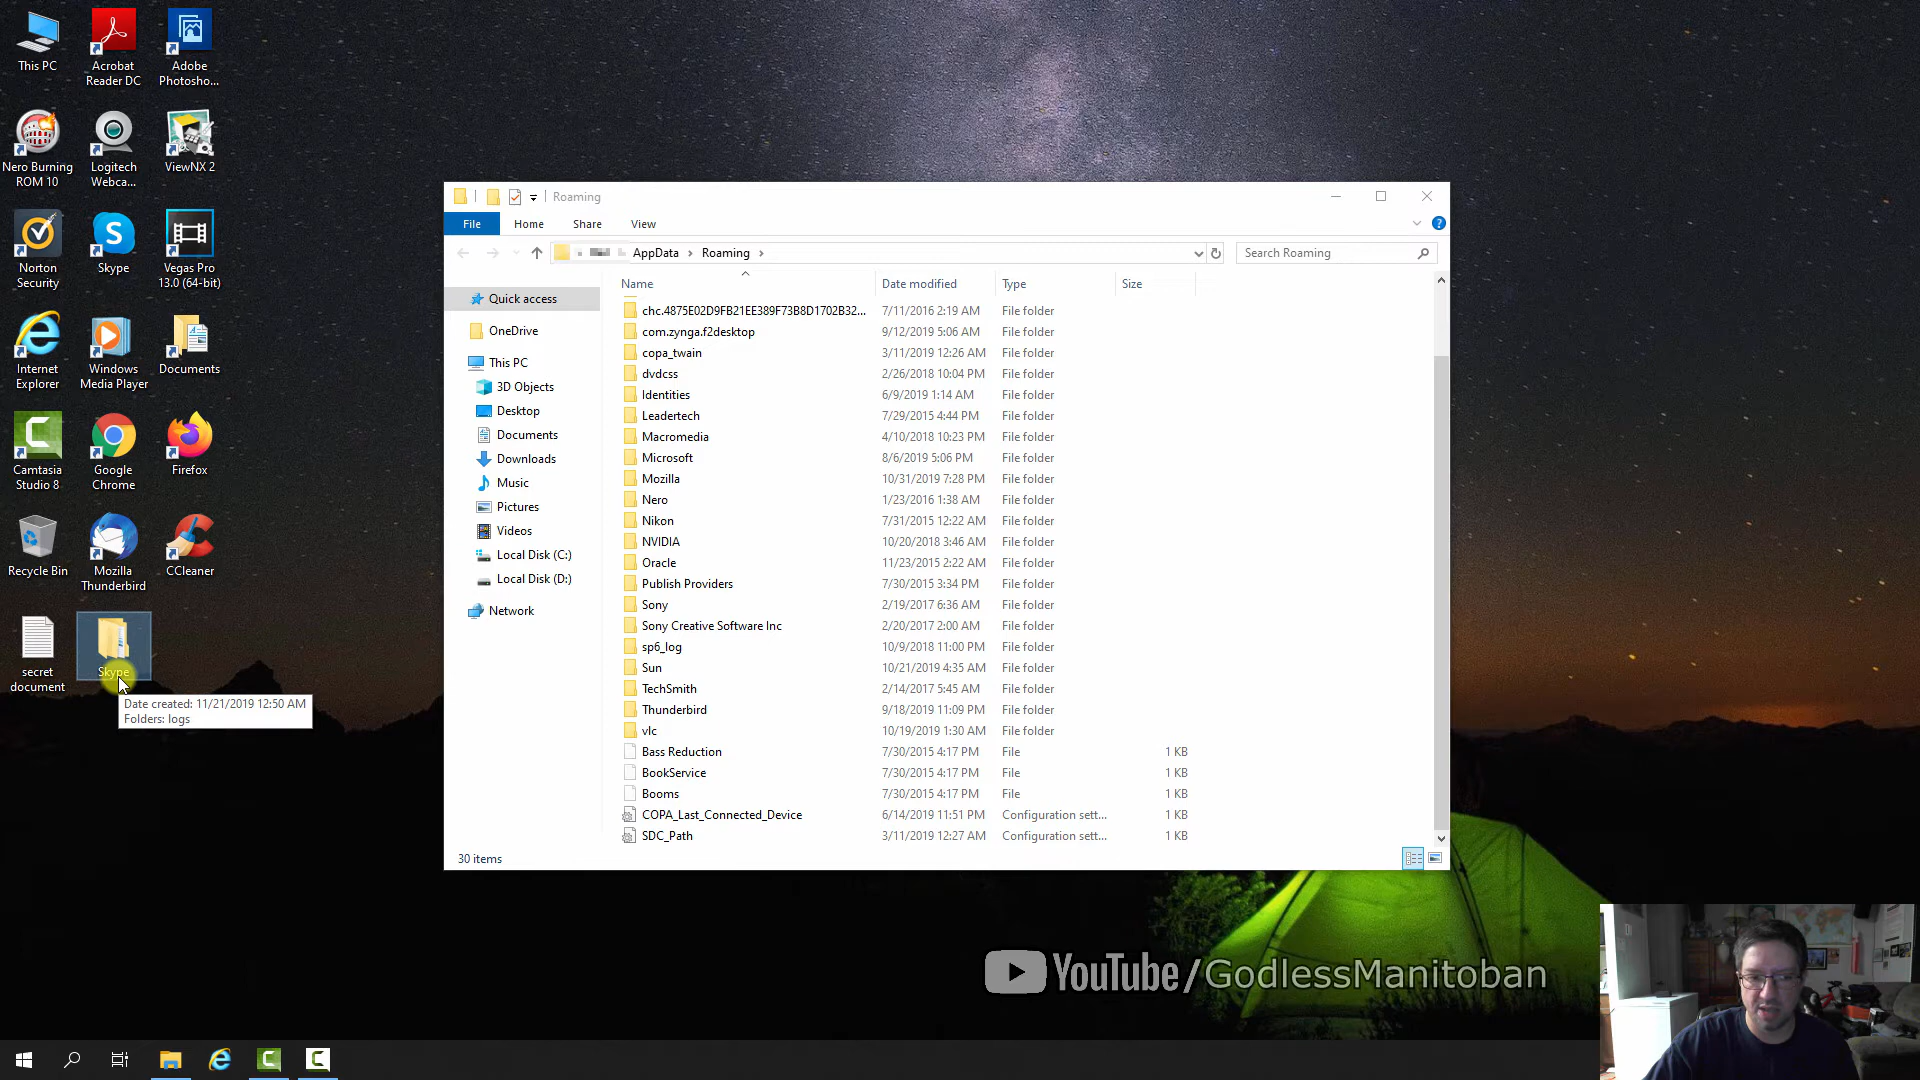 This PC
Acrobat
Reader DC
Adobe
Photosho...
Nero Burning
ROM 10
Logitech
Webca...
ViewNX 2
Norton
Security
Skype
Vegas Pro
13.0 (64-bit)
Internet
Explorer
Windows
Media Player
Documents
Camtasia
Studio 8
Google
Chrome
Firefox
Recycle Bin
Mozilla
Thunderbird
CCleaner
secret
document
Skype
Date created: 11/21/2019 12:50 AM
Folders: logs
Roaming
File Home Share View
AppData › Roaming ›
Search Roaming
Quick access
OneDrive
This PC
3D Objects
Desktop
Documents
Downloads
Music
Pictures
Videos
Local Disk (C:)
Local Disk (D:)
Network
Name Date modified Type Size
chc.4875E02D9FB21EE389F73B8D1702B32... 7/11/2016 2:19 AM File folder
com.zynga.f2desktop 9/12/2019 5:06 AM File folder
copa_twain 3/11/2019 12:26 AM File folder
dvdcss 2/26/2018 10:04 PM File folder
Identities 6/9/2019 1:14 AM File folder
Leadertech 7/29/2015 4:44 PM File folder
Macromedia 4/10/2018 10:23 PM File folder
Microsoft 8/6/2019 5:06 PM File folder
Mozilla 10/31/2019 7:28 PM File folder
Nero 1/23/2016 1:38 AM File folder
Nikon 7/31/2015 12:22 AM File folder
NVIDIA 10/20/2018 3:46 AM File folder
Oracle 11/23/2015 2:22 AM File folder
Publish Providers 7/30/2015 3:34 PM File folder
Sony 2/19/2017 6:36 AM File folder
Sony Creative Software Inc 2/20/2017 2:00 AM File folder
sp6_log 10/9/2018 11:00 PM File folder
Sun 10/21/2019 4:35 AM File folder
TechSmith 2/14/2017 5:45 AM File folder
Thunderbird 9/18/2019 11:09 PM File folder
vlc 10/19/2019 1:30 AM File folder
Bass Reduction 7/30/2015 4:17 PM File 1 KB
BookService 7/30/2015 4:17 PM File 1 KB
Booms 7/30/2015 4:17 PM File 1 KB
COPA_Last_Connected_Device 6/14/2019 11:51 PM Configuration sett... 1 KB
SDC_Path 3/11/2019 12:27 AM Configuration sett... 1 KB
30 items
YouTube/GodlessManitoban